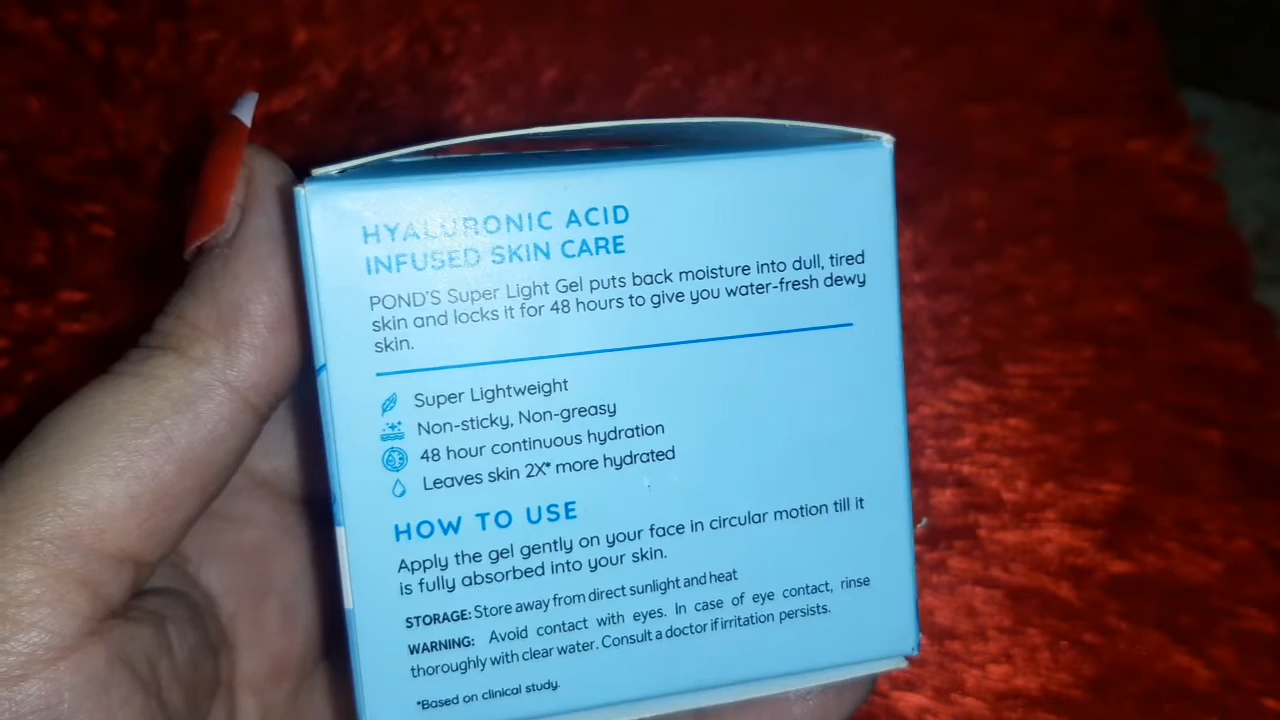 HYALURONIC ACID
INFUSED SKIN CARE
POND'S Super Light Gel puts back moisture into dull, tired
skin and locks it for 48 hours to give you water-fresh dewy
skin.
Super Lightweight
Non-sticky, Non-greasy
48 hour continuous hydration
Leaves skin 2X* more hydrated
HOW TO USE
Apply the gel gently on your face in circular motion till it
is fully absorbed into your skin.
STORAGE: Store away from direct sunlight and heat
WARNING: Avoid contact with eyes. In case of eye contact, rinse
thoroughly with clear water. Consult a doctor if irritation persists.
*Based on clinical study.